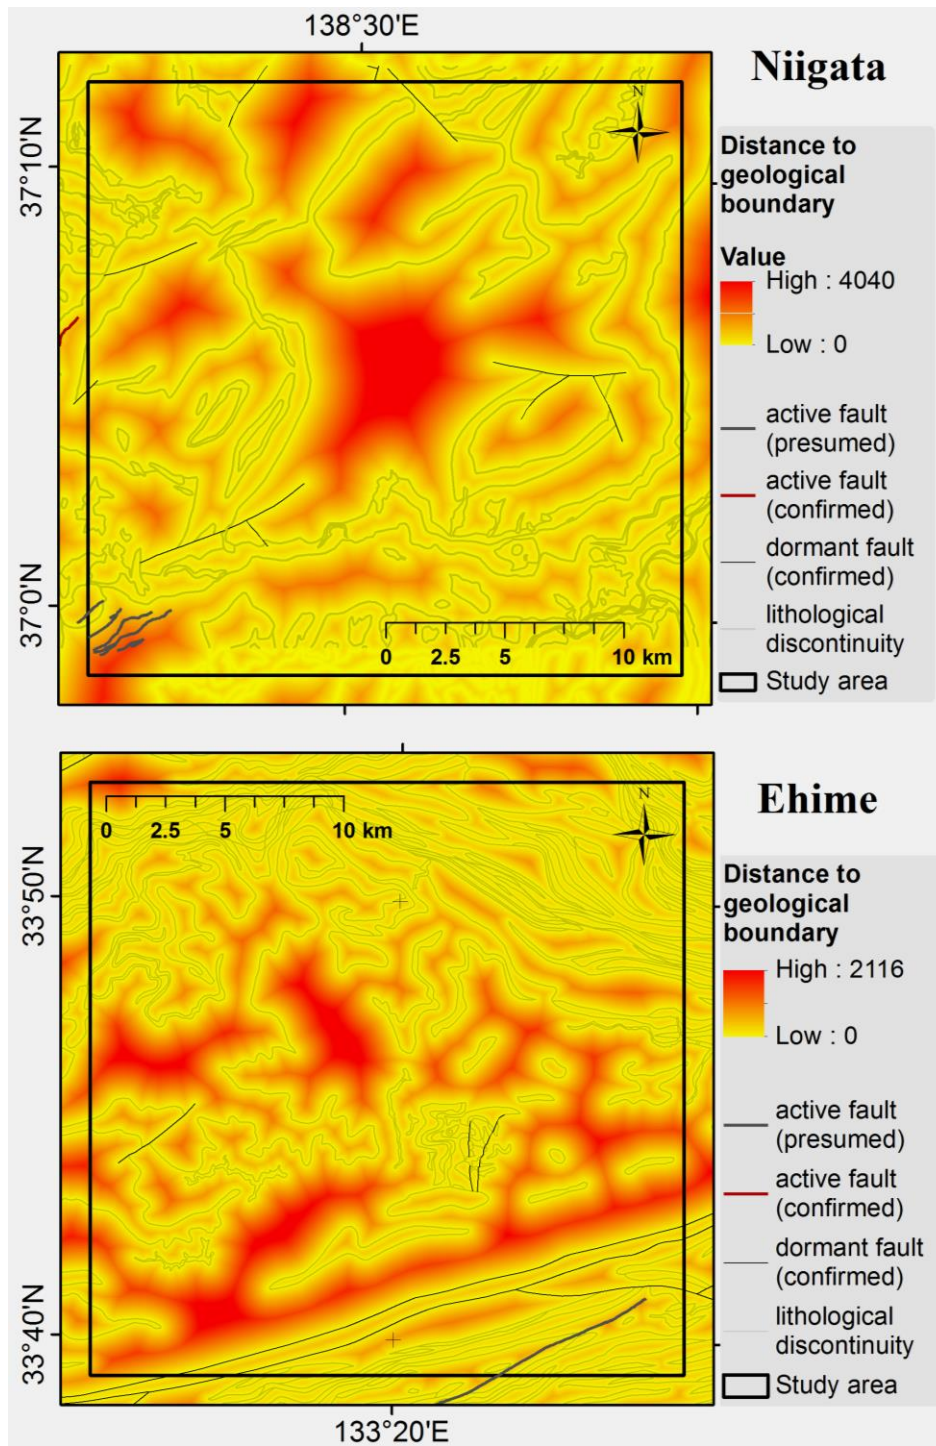 138°30'E
Niigata
N
37°10'N
Distance to
geological
boundary
Value
High : 4040
Low : 0
active fault
(presumed)
active fault
(confirmed)
dormant fault
(confirmed)
37°0'N
lithological
discontinuity
0 2.5 5 10 km
Study area
Ehime
N
0 2.5 5 10 km
33°50'N
Distance to
geological
boundary
High : 2116
Low : 0
active fault
(presumed)
active fault
(confirmed)
dormant fault
(confirmed)
33°40'N
lithological
discontinuity
Study area
133°20'E